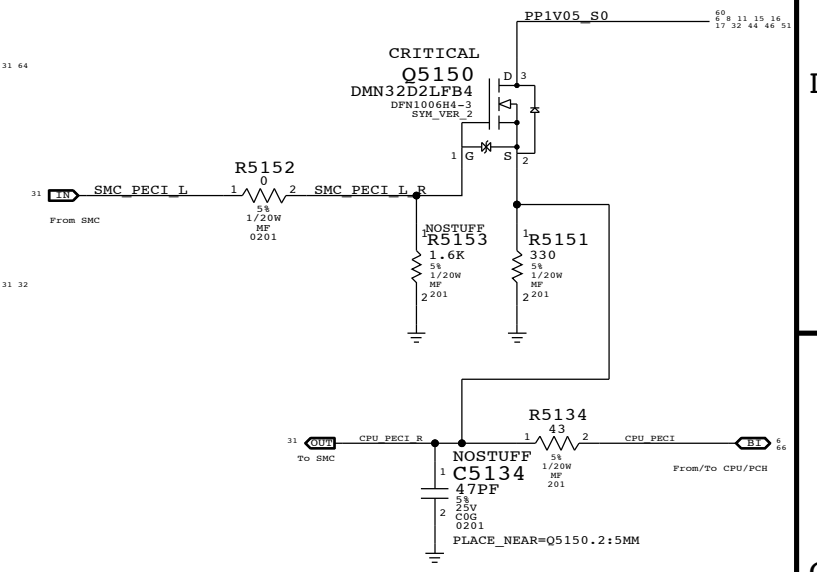 PP1V05_S0
60
6 8 11 15 16
17 32 44 46 51
CRITICAL
Q5150
DMN32D2LFB4
DFN1006H4-3
SYM_VER_2
D 3
31 64
1 G S 2
R5152
0
31 IN SMC_PECI_L 1 2 SMC_PECI_L_R
5%
1/20W
MF
0201
From SMC
NOSTUFF
1 R5153
1.6K
5%
1/20W
MF
2 201
1 R5151
330
5%
1/20W
MF
2 201
31 32
R5134
43
31 OUT CPU_PECI_R 1 2 CPU_PECI BI 6
66
To SMC
5%
1/20W
MF
201
From/To CPU/PCH
NOSTUFF
1 C5134
47PF
5%
25V
2 C0G
0201
PLACE_NEAR=Q5150.2:5MM